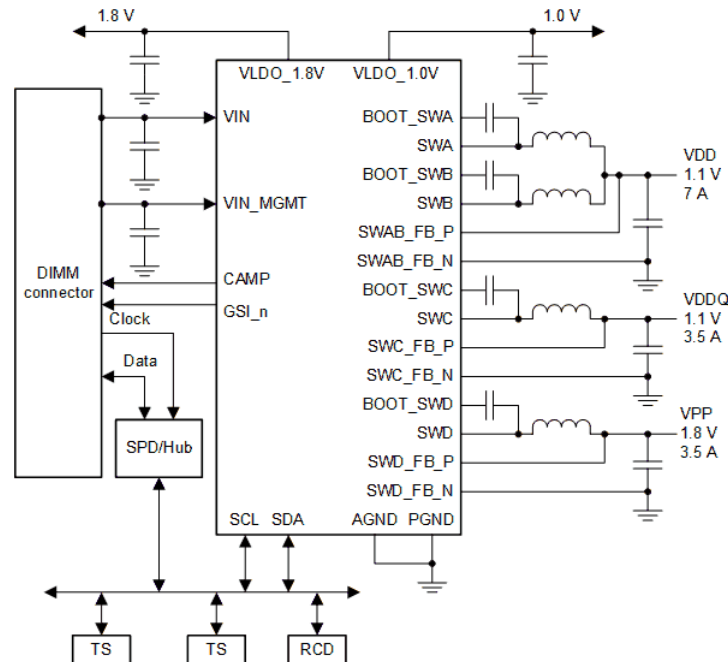 1.8 V
1.0 V
VLDO_1.8V
VLDO_1.0V
VIN
BOOT_SWA
SWA
VDD
1.1 V
7 A
BOOT_SWB
VIN_MGMT
SWB
SWAB_FB_P
DIMM
connector
SWAB_FB_N
CAMP
BOOT_SWC
GSI_n
VDDQ
1.1 V
3.5 A
Clock
SWC
SWC_FB_P
Data
SWC_FB_N
BOOT_SWD
VPP
1.8 V
3.5 A
SPD/Hub
SWD
SWD_FB_P
SWD_FB_N
SCL
SDA
AGND
PGND
TS
TS
RCD